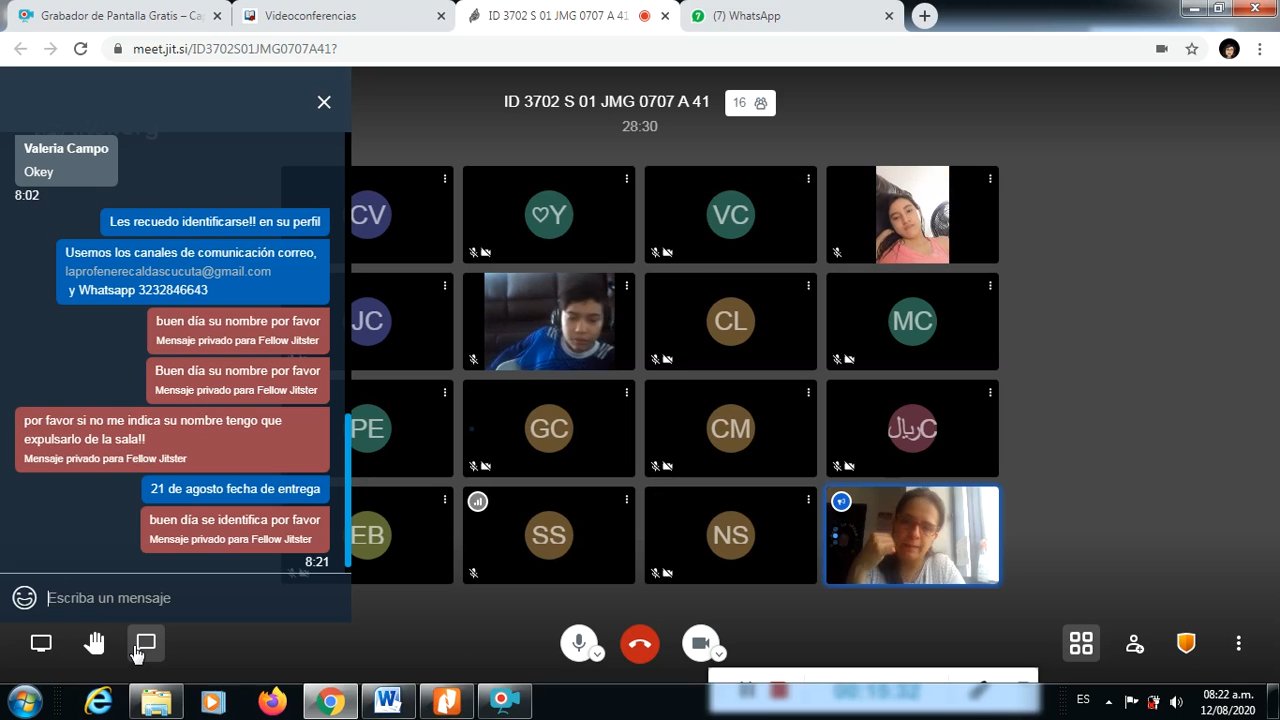 Grabador de Pantalla Gratis – Ca
Videoconferencias
ID 3702 S 01 JMG 0707 A 41
(7) WhatsApp
meet.jit.si/ID3702S01JMG0707A41?
ID 3702 S 01 JMG 0707 A 41
16
28:30
Valeria Campo
Okey
8:02
Les recuedo identificarse!! en su perfil
Usemos los canales de comunicación correo,
laprofenerecaldascucuta@gmail.com
y Whatsapp 3232846643
buen día su nombre por favor
Mensaje privado para Fellow Jitster
Buen día su nombre por favor
Mensaje privado para Fellow Jitster
por favor si no me indica su nombre tengo que
expulsarlo de la sala!!
Mensaje privado para Fellow Jitster
21 de agosto fecha de entrega
buen día se identifica por favor
Mensaje privado para Fellow Jitster
8:21
Escriba un mensaje
CV
♡Y
VC
JC
CL
MC
PE
GC
CM
ریالC
EB
SS
NS
00:15:32
ES
08:22 a.m.
12/08/2020